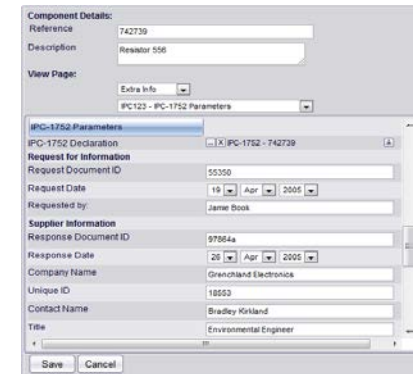 Component Details:
Reference 742739
Description Resistor 556
View Page:
Extra Info
IPC123 - IPC-1752 Parameters
IPC-1752 Parameters
IPC-1752 Declaration ... X IPC-1752 - 742739
Request for Information
Request Document ID 55350
Request Date 19 Apr 2005
Requested by: Jamie Book
Supplier Information
Response Document ID 97864a
Response Date 26 Apr 2005
Company Name Grenchland Electronics
Unique ID 18553
Contact Name Bradley Kirkland
Title Environmental Engineer
Save Cancel